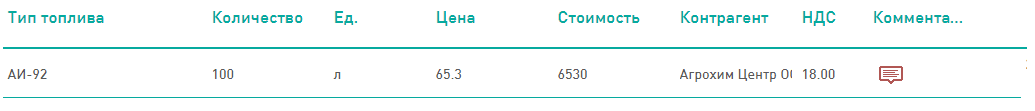 Тип топлива Количество Ед. Цена Стоимость Контрагент НДС Коммента...
АИ-92 100 л 65.3 6530 Агрохим Центр 18.00